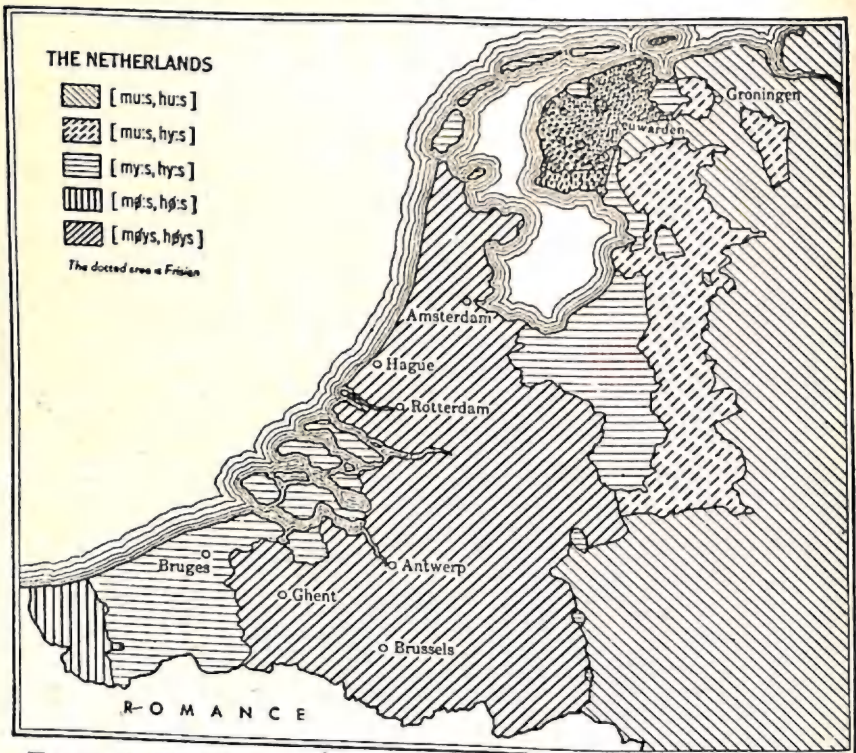 THE NETHERLANDS
[mu:s, hu:s]
[mu:s, hy:s]
[my:s, hy:s]
[mø:s, hø:s]
[møys, høys]
The dotted area is Frisian
Groningen
euwarden
Amsterdam
Hague
Rotterdam
Bruges
Antwerp
Ghent
Brussels
ROMANCE